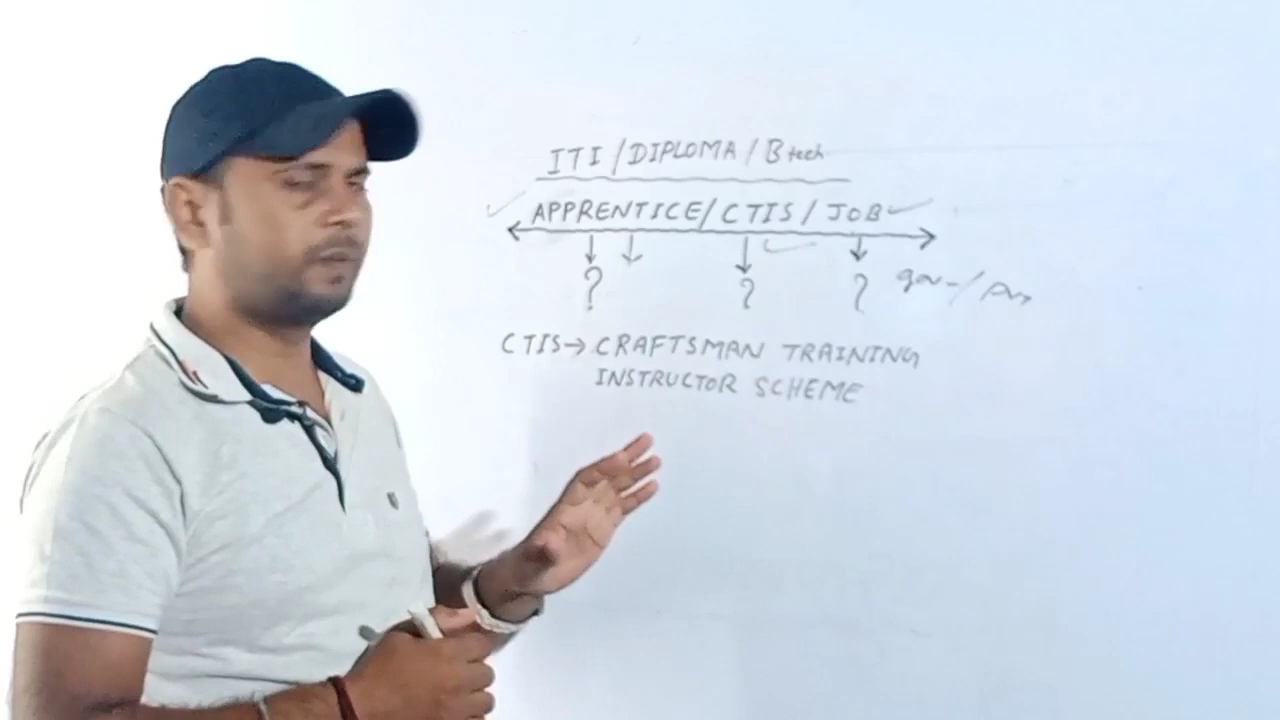 ITI / DIPLOMA / Btech
APPRENTICE / CTIS / JOB
? ? ?
CTIS → CRAFTSMAN TRAINING
INSTRUCTOR SCHEME